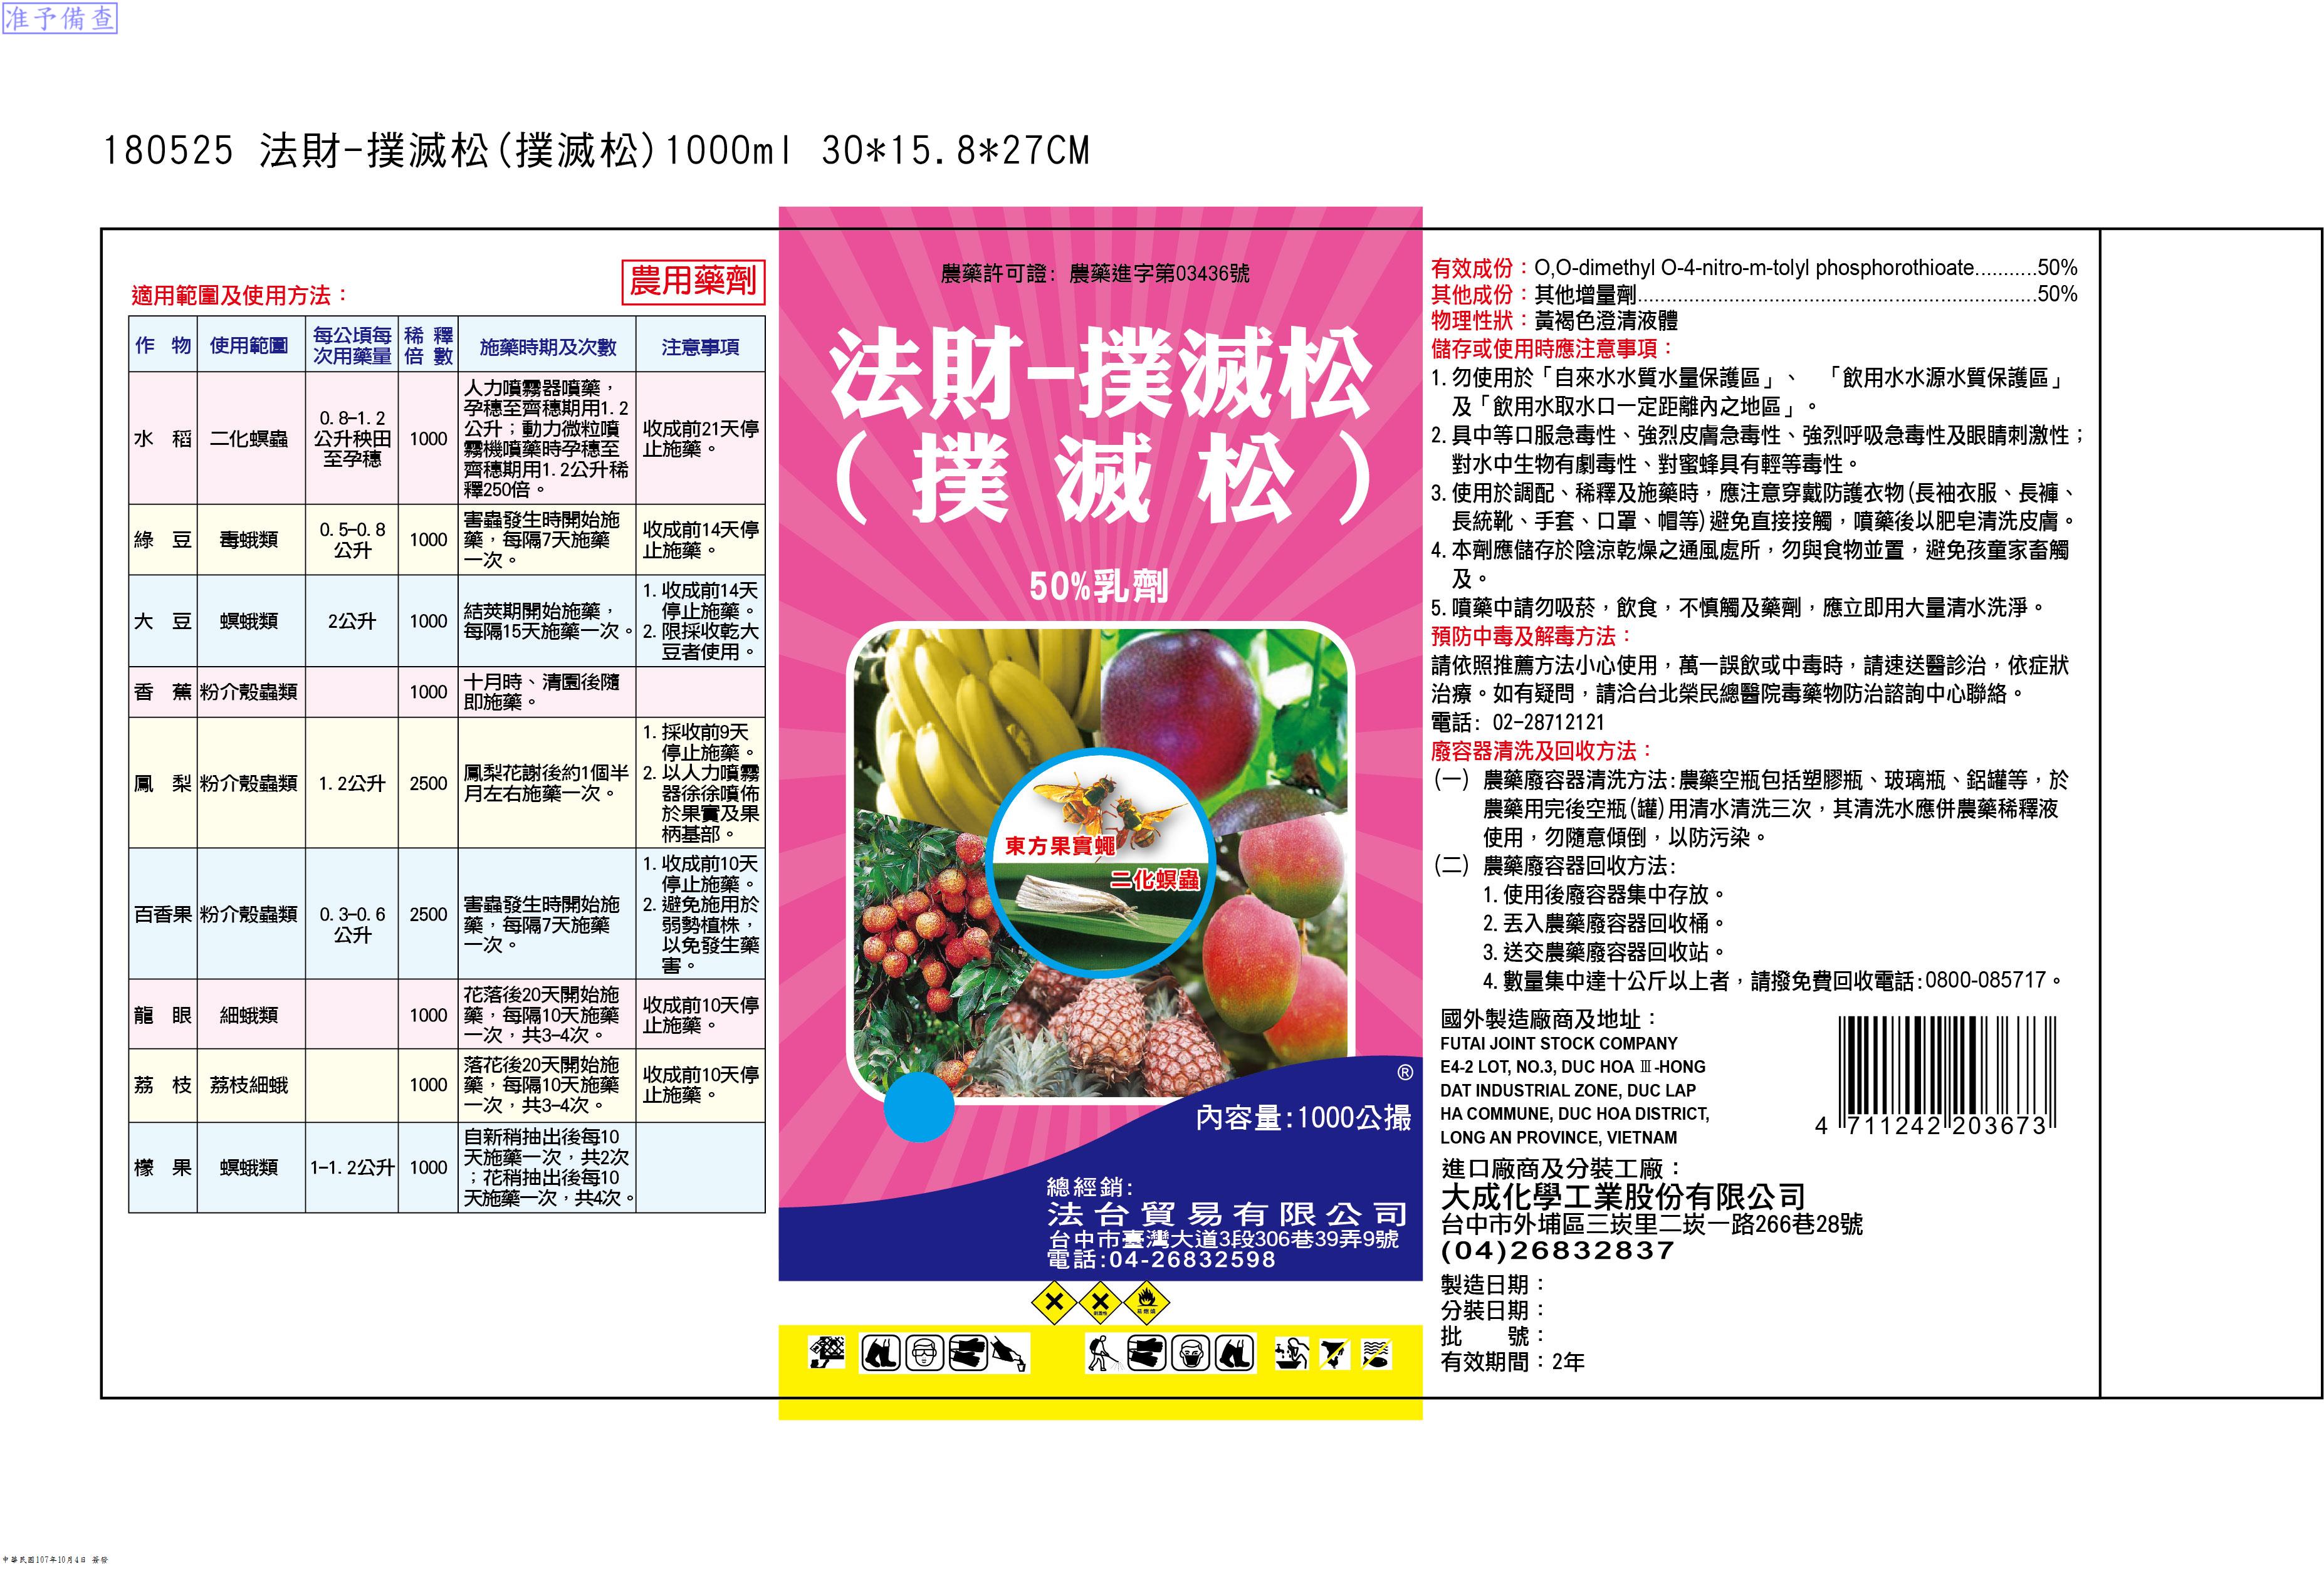 准予備查
180525 法財-撲滅松(撲滅松)1000ml 30*15.8*27CM
適用範圍及使用方法：
農用藥劑
作 物 使用範圍 每公頃每次用藥量 稀釋倍數 施藥時期及次數 注意事項
水 稻 二化螟蟲 0.8-1.2公升秧田至孕穗 1000 人力噴霧器噴藥，孕穗至齊穗期用1.2公升；動力微粒噴霧機噴藥時孕穗至齊穗期用1.2公升稀釋250倍。 收成前21天停止施藥。
綠 豆 毒蛾類 0.5-0.8公升 1000 害蟲發生時開始施藥，每隔7天施藥一次。 收成前14天停止施藥。
大 豆 螟蛾類 2公升 1000 結莢期開始施藥，每隔15天施藥一次。 1.收成前14天停止施藥。 2.限採收乾大豆者使用。
香 蕉 粉介殼蟲類 1000 十月時、清園後隨即施藥。
鳳 梨 粉介殼蟲類 1.2公升 2500 鳳梨花謝後約1個半月左右施藥一次。 1.採收前9天停止施藥。 2.以人力噴霧器徐徐噴佈於果實及果柄基部。
百香果 粉介殼蟲類 0.3-0.6公升 2500 害蟲發生時開始施藥，每隔7天施藥一次。 1.收成前10天停止施藥。 2.避免施用於弱勢植株，以免發生藥害。
龍 眼 細蛾類 1000 花落後20天開始施藥，每隔10天施藥一次，共3-4次。 收成前10天停止施藥。
荔 枝 荔枝細蛾 1000 落花後20天開始施藥，每隔10天施藥一次，共3-4次。 收成前10天停止施藥。
檬 果 螟蛾類 1-1.2公升 1000 自新稍抽出後每10天施藥一次，共2次；花稍抽出後每10天施藥一次，共4次。
農藥許可證: 農藥進字第03436號
法財-撲滅松
(撲滅松)
50%乳劑
東方果實蠅
二化螟蟲
®
內容量:1000公撮
總經銷:
法台貿易有限公司
台中市臺灣大道3段306巷39弄9號
電話:04-26832598
有效成份：O,O-dimethyl O-4-nitro-m-tolyl phosphorothioate...........50%
其他成份：其他增量劑......................................................................50%
物理性狀：黃褐色澄清液體
儲存或使用時應注意事項：
1.勿使用於「自來水水質水量保護區」、 「飲用水水源水質保護區」
及「飲用水取水口一定距離內之地區」。
2.具中等口服急毒性、強烈皮膚急毒性、強烈呼吸急毒性及眼睛刺激性；
對水中生物有劇毒性、對蜜蜂具有輕等毒性。
3.使用於調配、稀釋及施藥時，應注意穿戴防護衣物(長袖衣服、長褲、
長統靴、手套、口罩、帽等)避免直接接觸，噴藥後以肥皂清洗皮膚。
4.本劑應儲存於陰涼乾燥之通風處所，勿與食物並置，避免孩童家畜觸
及。
5.噴藥中請勿吸菸，飲食，不慎觸及藥劑，應立即用大量清水洗淨。
預防中毒及解毒方法：
請依照推薦方法小心使用，萬一誤飲或中毒時，請速送醫診治，依症狀
治療。如有疑問，請洽台北榮民總醫院毒藥物防治諮詢中心聯絡。
電話: 02-28712121
廢容器清洗及回收方法：
(一) 農藥廢容器清洗方法:農藥空瓶包括塑膠瓶、玻璃瓶、鋁罐等，於
農藥用完後空瓶(罐)用清水清洗三次，其清洗水應併農藥稀釋液
使用，勿隨意傾倒，以防污染。
(二) 農藥廢容器回收方法:
1.使用後廢容器集中存放。
2.丟入農藥廢容器回收桶。
3.送交農藥廢容器回收站。
4.數量集中達十公斤以上者，請撥免費回收電話:0800-085717。
國外製造廠商及地址：
FUTAI JOINT STOCK COMPANY
E4-2 LOT, NO.3, DUC HOA Ⅲ-HONG
DAT INDUSTRIAL ZONE, DUC LAP
HA COMMUNE, DUC HOA DISTRICT,
LONG AN PROVINCE, VIETNAM
4 711242 203673
進口廠商及分裝工廠：
大成化學工業股份有限公司
台中市外埔區三崁里二崁一路266巷28號
(04)26832837
製造日期：
分裝日期：
批 號：
有效期間：2年
中華民國107年10月4日 簽發